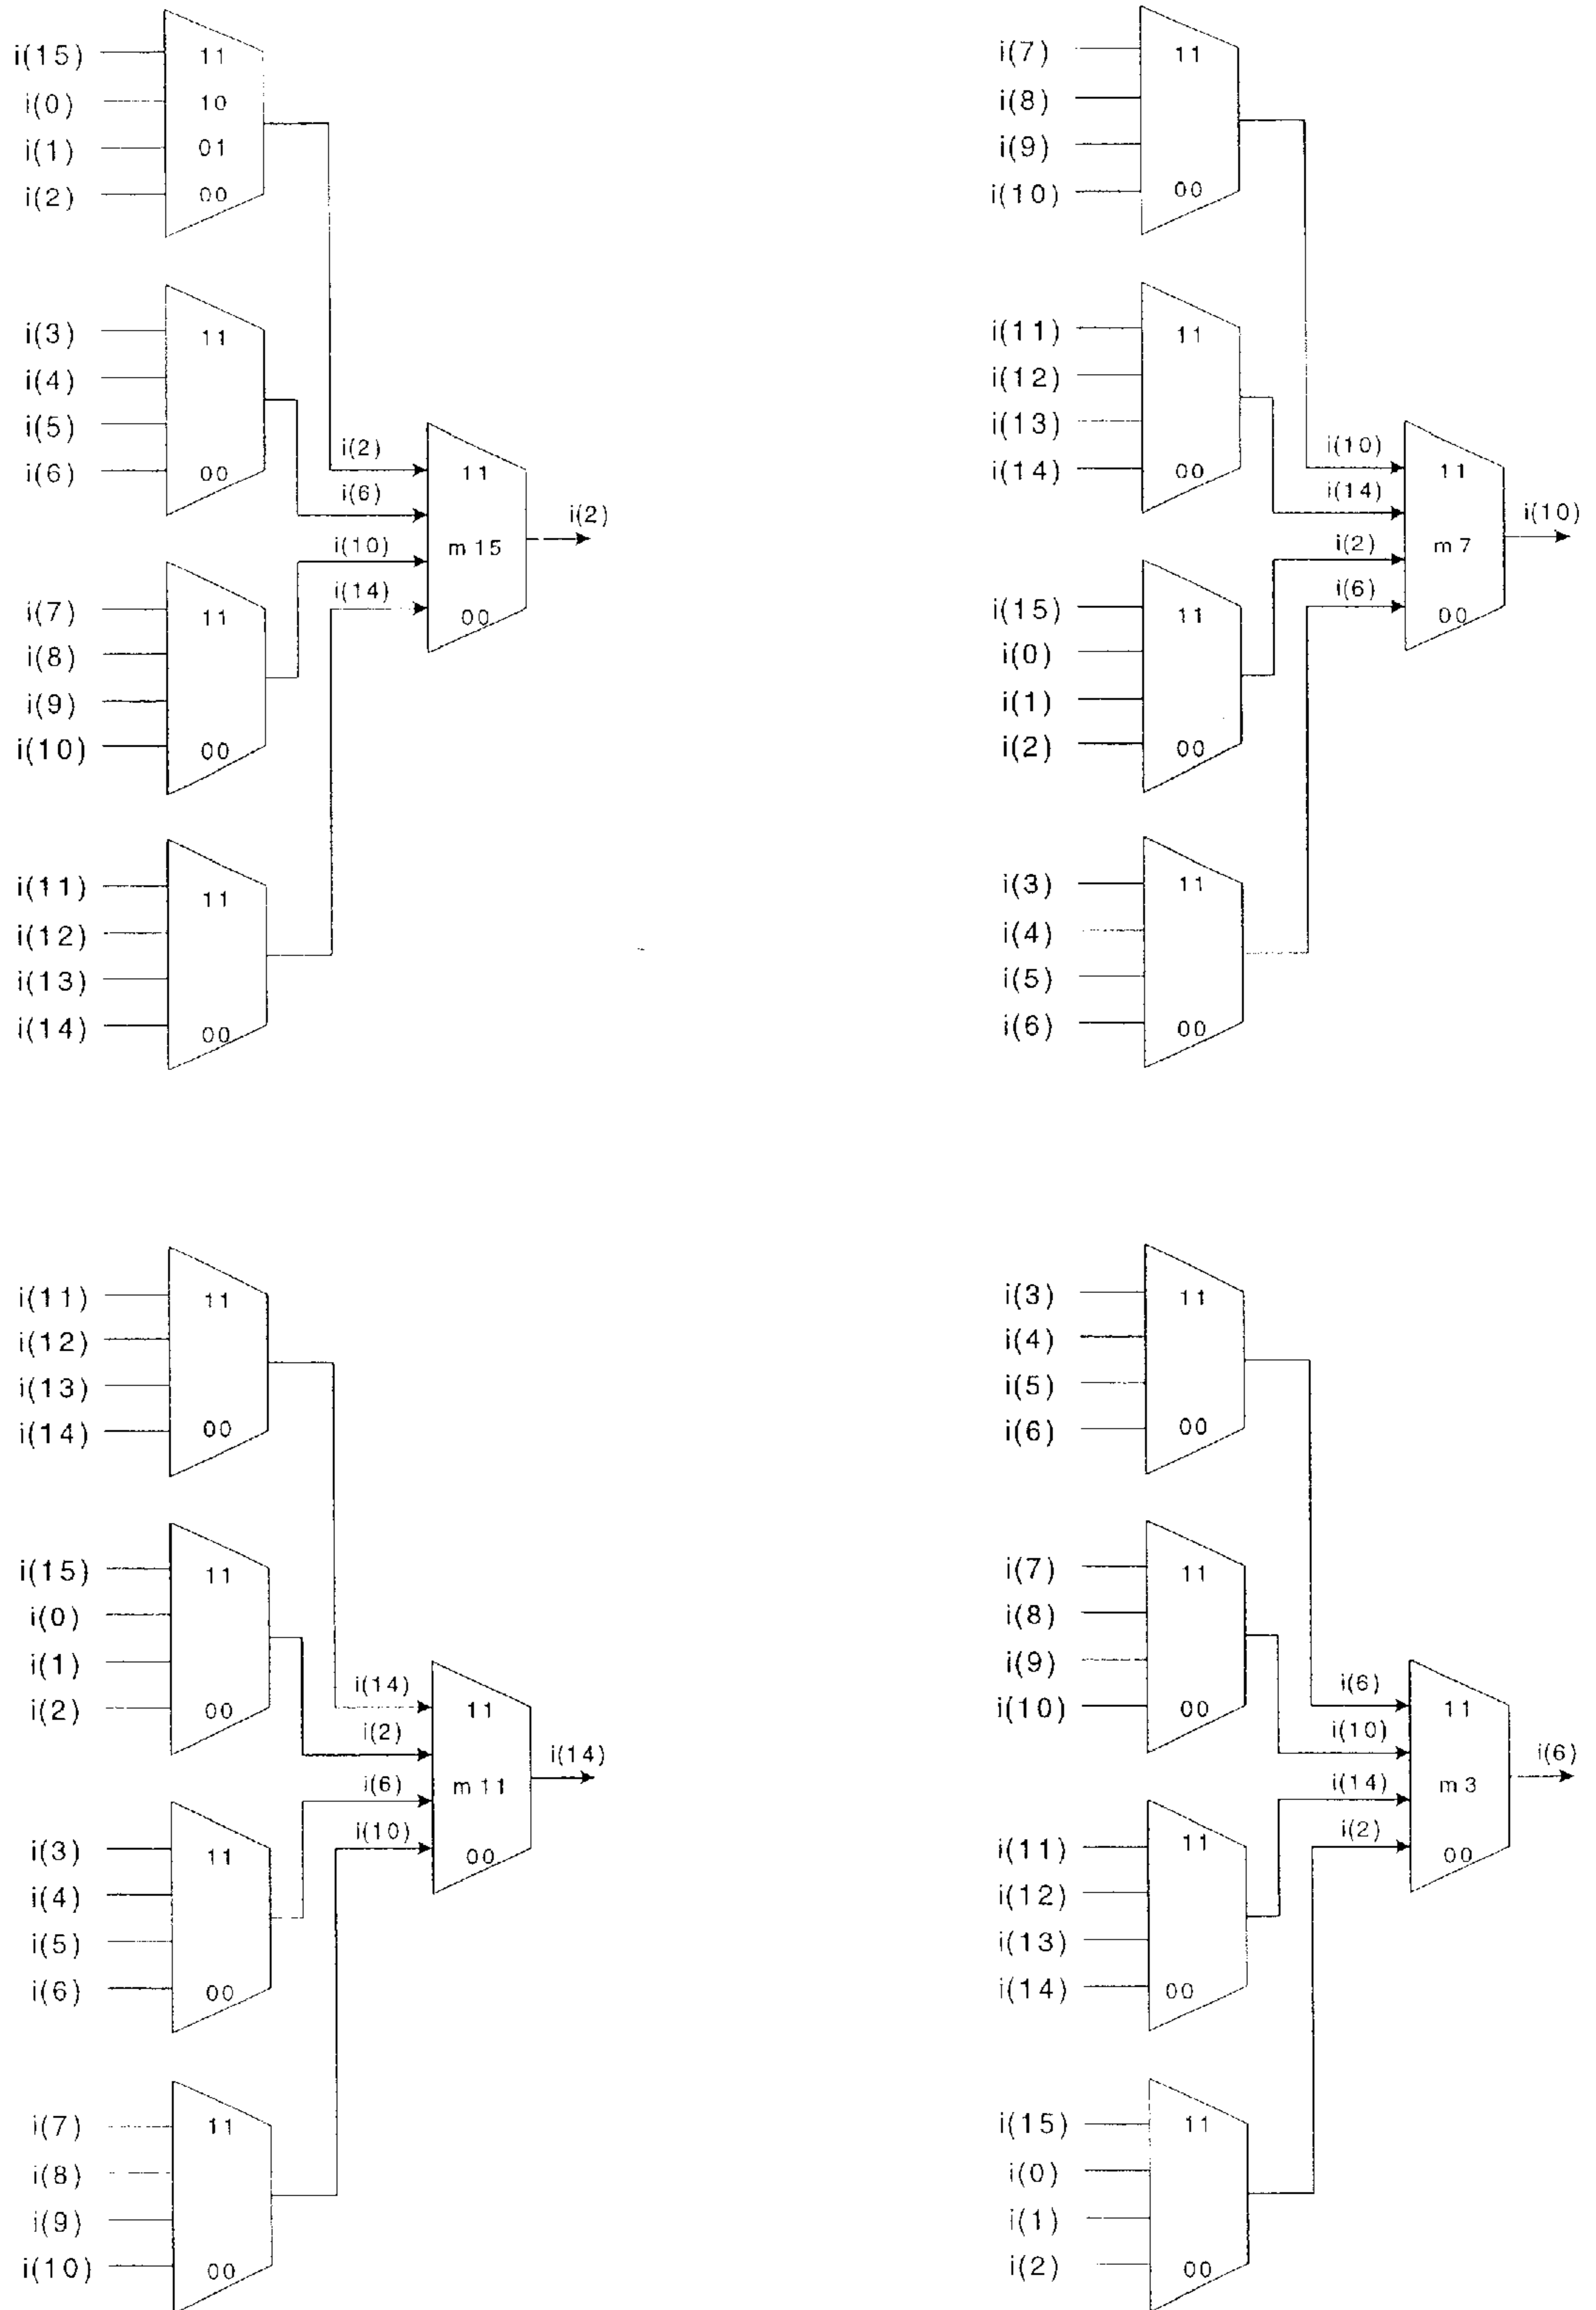 i(15) 11
i(0) 10
i(1) 01
i(2) 00
i(3) 11
i(4)
i(5)
i(6) 00
i(7) 11
i(8)
i(9)
i(10) 00
i(11) 11
i(12)
i(13)
i(14) 00
i(2) 11
i(6)
i(10) m 15
i(14) 00
i(2)
i(7) 11
i(8)
i(9)
i(10) 00
i(11) 11
i(12)
i(13)
i(14) 00
i(15) 11
i(0)
i(1)
i(2) 00
i(3) 11
i(4)
i(5)
i(6) 00
i(10) 11
i(14)
i(2) m 7
i(6) 00
i(10)
i(11) 11
i(12)
i(13)
i(14) 00
i(15) 11
i(0)
i(1)
i(2) 00
i(3) 11
i(4)
i(5)
i(6) 00
i(7) 11
i(8)
i(9)
i(10) 00
i(14) 11
i(2)
i(6) m 11
i(10) 00
i(14)
i(3) 11
i(4)
i(5)
i(6) 00
i(7) 11
i(8)
i(9)
i(10) 00
i(11) 11
i(12)
i(13)
i(14) 00
i(15) 11
i(0)
i(1)
i(2) 00
i(6) 11
i(10)
i(14) m 3
i(2) 00
i(6)